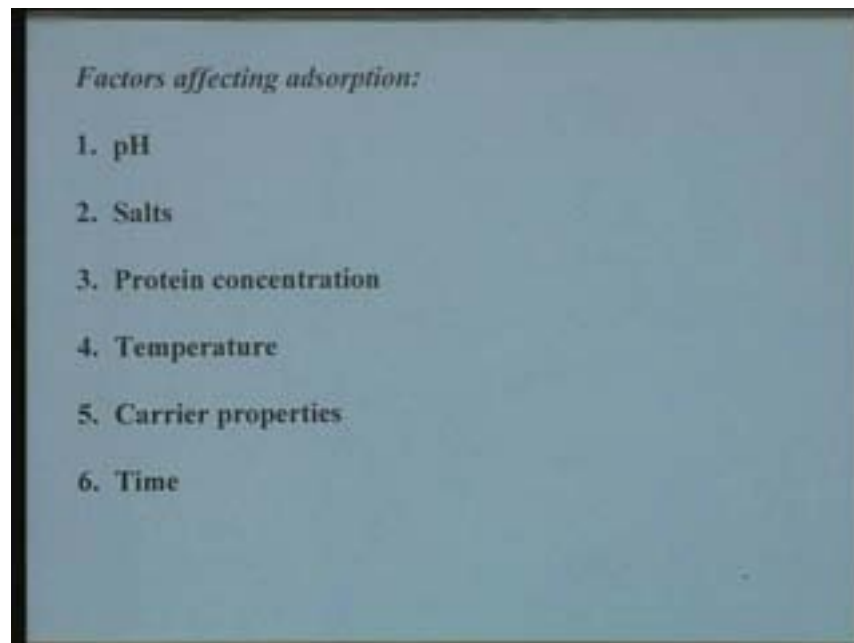 Factors affecting adsorption:
1. pH
2. Salts
3. Protein concentration
4. Temperature
5. Carrier properties
6. Time